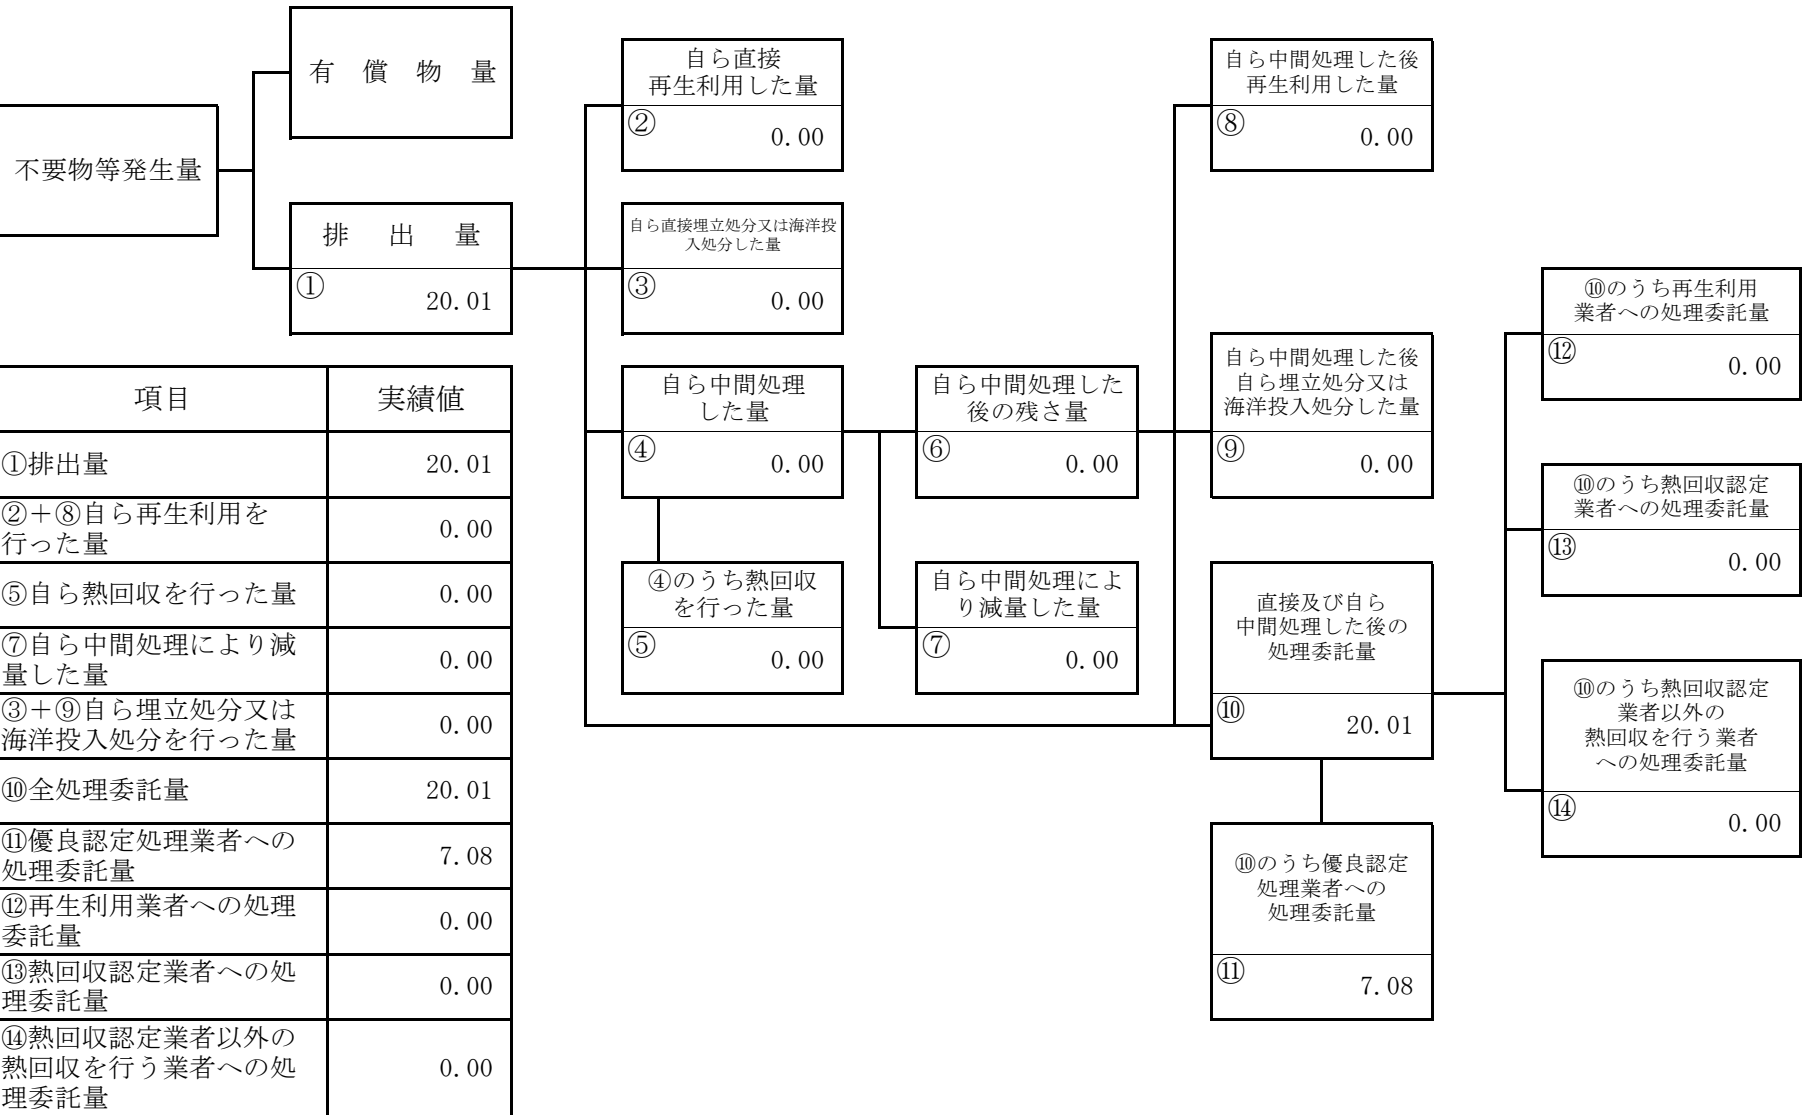 有償物量
不要物等発生量
排出量
①
20.01
自ら直接
再生利用した量
②
0.00
自ら直接埋立処分又は海洋投
入処分した量
③
0.00
自ら中間処理
した量
④
0.00
④のうち熱回収
を行った量
⑤
0.00
自ら中間処理した
後の残さ量
⑥
0.00
自ら中間処理によ
り減量した量
⑦
0.00
自ら中間処理した後
再生利用した量
⑧
0.00
自ら中間処理した後
自ら埋立処分又は
海洋投入処分した量
⑨
0.00
直接及び自ら
中間処理した後の
処理委託量
⑩
20.01
⑩のうち優良認定
処理業者への
処理委託量
⑪
7.08
⑩のうち再生利用
業者への処理委託量
⑫
0.00
⑩のうち熱回収認定
業者への処理委託量
⑬
0.00
⑩のうち熱回収認定
業者以外の
熱回収を行う業者
への処理委託量
⑭
0.00
項目 実績値
①排出量 20.01
②+⑧自ら再生利用を
行った量 0.00
⑤自ら熱回収を行った量 0.00
⑦自ら中間処理により減
量した量 0.00
③+⑨自ら埋立処分又は
海洋投入処分を行った量 0.00
⑩全処理委託量 20.01
⑪優良認定処理業者への
処理委託量 7.08
⑫再生利用業者への処理
委託量 0.00
⑬熱回収認定業者への処
理委託量 0.00
⑭熱回収認定業者以外の
熱回収を行う業者への処
理委託量 0.00